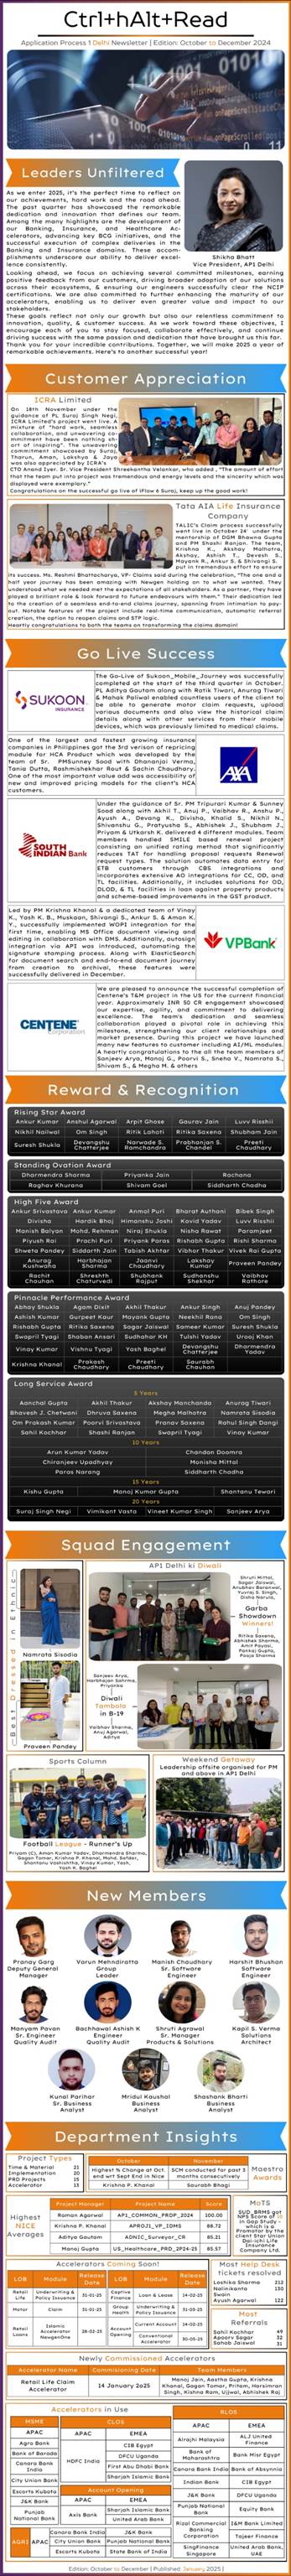 Ctrl+hAlt+Read
Application Process 1 Delhi Newsletter | Edition: October to December 2024
Leaders Unfiltered
As we enter 2025, it's the perfect time to reflect on
our achievements, hard work and the road ahead.
The past quarter has showcased the remarkable
dedication and innovation that defines our team.
Among the many highlights are the development of
our Banking, Insurance, and Healthcare Ac-
celerators, advancing key BCG initiatives, and the
successful execution of complex deliveries in the
Banking and Insurance domains. These accom-
plishments underscore our ability to deliver excel-
lence consistently.
Shikha Bhatt
Vice President, AP1 Delhi
Looking ahead, we focus on achieving several committed milestones, earning
positive feedback from our customers, driving broader adoption of our solutions
across their ecosystems, & ensuring engineers successfully clear the NCIP
certifications. We are also committed to further enhancing the maturity of our
accelerators, enabling us to deliver even greater value and impact to our
stakeholders.
These goals reflect not only our growth but also our relentless commitment to
innovation, quality, & customer success. As we work toward these objectives, I
encourage each of you to stay focused, collaborate effectively, and continue
driving success with the same passion and dedication that have brought us this far.
Thank you for your incredible contributions. Together, we will make 2025 a year of
remarkable achievements. Here's to another successful year!
Customer Appreciation
ICRA Limited
On 18th November under the
guidance of PL Suraj Singh Negi,
ICRA Limited's project went live. A
mixture of "hard work, seamless
collaboration, and unwavering co-
mmitment have been nothing sh-
ort of inspiring". The unwavering
commitment showcased by Suraj,
Tharun, Aman, Lakshay & Jagrit
was also appreciated by ICRA's
CTO Anand Iyer. Sr. Vice President Shreekantha Velankar, who added , "The amount of effort
that the team put into project was tremendous and energy levels and the sincerity which was
displayed were exemplary."
Congratulations on the successful go live of iFlow 6 Suroj, keep up the good work!
Tata AIA Life Insurance
Company
TALIC's Claim process successfully
went live in October 24' under the
mentorship of DGM Bhawna Gupta
and PM Shashi Ranjan. The team,
Krishna K., Akshay Malhotra,
Akshay, Ashish T., Devesh S.,
Mayank R., Ankur S. & Shivangi S.
its success. Ms. Reshmi Bhattacharya, VP- Claims said during the celebration, "The one and a
half year journey was outstanding with Newgen holding on to what we wanted. They
understood what we needed met the expectations of all stakeholders. As a partner, they have
played a brilliant role & look forward to future endeavours with them." Their dedication led
to the creation of a seamless end-to-end claims journey, spanning from intimation to pay-
out. Notable features of the project include real-time communication, automatic referral
creation, the option to reopen claims and STP logic.
Heartly congratulations to both the teams on transforming the claims domain!
Go Live Success
SUKOON
INSURANCE
The Go-Live of Sukoon_Mobile_Journey was successfully
completed at the start of the third quarter in October.
PL Aditya Gautam along with Ratik Tiwari, Anurag Tiwari
& Mohak Paliwal enabled countless users of the client to
be able to generate motor claim requests, upload
various documents and also view the historical claim
details along with other services from their mobile
devices, which was previously limited to medical claims.
One of the largest and fastest growing insurance
companies in Philippines got the 3rd version of repricing
module for HCA Product which was developed by the
team of Sr. PMSunney Sood with Dhananjai Verma,
Tania Dutta, Rashmishekhar Rout & Sachin Chaudhary.
One of the most important value add was accessibility of
new and improved pricing models for the client's HCA
customers.
AXA
SOUTH
INDIAN Bank
Under the guidance of Sr. PM Tripurari Kumar & Sunney
Sood along with Akhil T., Anuj P., Vaibhav R., Anshu P.,
Ayush A., Devang K., Divisha, Khalid S., Nikhil N.,
Shivanshu G., Pratyusha S., Abhishek J., Shubham J.,
Priyam & Utkarsh K. delivered 4 different modules. Team
members handled SMILE based renewal project
consisting an unified rating method that significantly
reduces TAT for handling proposal requests Renewal
request types. The solution incorporates data entry for
ETB customers through CBS integrations and
incorporates extensive AO integrations for CC, OD, and
TL facilities. Additionally, it includes solutions for OD,
DLOD, & TL facilities in loan against property products
and scheme-based improvements in the GST product.
Led by PM Krishna Khanal & a dedicated team of Vinay
K., Yash K. B., Muskaan, Shivangi S., Ankur S. & Aman K.
Y., successfully implemented WOPI integration for the
first time, enabling MS Office document viewing and
editing in collaboration with DMS. Additionally, eusign
integration via API was introduced, automating the
signature stamping process. Along with ElasticSearch
for document search and integration with OneDrive,
from creation to archival, these features were
successfully delivered in December.
VPBank
CENTENE
Corporation
We are pleased to announce the successful completion of
Centene's T&M project in the US for the current financial
year. Approximately INR 50 CR engagement showcased
our expertise, agility, and commitment to delivering
excellence. The team's dedication and seamless
collaboration played a pivotal role in achieving this
milestone, strengthening our client relationships and
market presence. During this period we have launched
many new features to customer including AI/ML modules.
A hearty congratulations to the all the team members of
Sanjeev Arya, Monoj G., Poorvi S., Sneha V., Namrata S.,
Shivam S., & Megha M. & others
Reward & Recognition
Rising Star Award
Ankur Kumar Anshul Agarwal Arpit Ghose Gaurav Jain Luvv Risshii
Nikhil Nailwal Om Singh Ritik Lahoti Ritika Saxena Shubham Jain
Suresh Shukla Devangshu Chatterjee Narwade S. Ramchandra Prabhanjan S. Chandel Preeti Chaudhary
Standing Ovation Award
Dharmendra Sharma Priyanka Jain Rachana
Raghav Khurana Shivam Goel Siddharth Chadha
High Five Award
Ankur Srivastava Ankur Kumar Anmol Puri Bharat Authani Bibek Singh
Divisha Hardik Bhoj Himanshu Joshi Kovid Yadav Luvv Risshii
Manish Balyan Mohd. Rehman Niraj Shukla Nisha Rawat Paramjeet
Piyush Rai Prachi Puri Priyank Paras Rishabh Gupta Rishi Sharma
Shweta Pandey Siddarth Jain Tabish Akhtar Vibhor Thakur Vivek Rai Gupta
Anurag Kushwaha Harbhajan Sharma Jaanvi Chaudhary Lakshay Kumar Praveen Pandey
Rachit Chauhan Shreshth Chaturvedi Shubhank Rajput Sudhanshu Shekhar Vaibhav Rathore
Pinnacle Performance Award
Abhay Shukla Agam Dixit Akhil Thakur Ankur Singh Anuj Pandey
Ashish Kumar Gurpeet Kaur Mayank Gupta Neekhil Rana Om Singh
Rishabh Gupta Ritika Saxena Sagar Jaiswal Sameer Kumar Suresh Shukla
Swapril Tyagi Shaban Ansari Sudhakar KH Tulshi Yadav Urooj Khan
Vinay Kumar Vishnu Tyagi Yash Baghel Devangshu Chatterjee Dharmendra Yadav
Krishna Khanal Prakash Chaudhary Preeti Chaudhary Saurabh Chauhan
Long Service Award
5 Years
Aanchal Gupta Akhil Thakur Akshay Manchanda Anurag Tiwari
Bhavesh J. Chetwani Dhruva Saxena Megha Malhotra Namrata Sisodia
Om Prakash Kumar Poorvi Srivastava Pranav Saxena Rahul Singh Dangi
Sahil Kochhar Shashi Ranjan Swapril Tyagi Vinay Kumar
10 Years
Arun Kumar Yadav Chandan Doomra
Chiranjeev Upadhyay Monisha Mittal
Paras Narang Siddharth Chadha
15 Years
Kishu Gupta Manoj Kumar Gupta Shantanu Tewari
20 Years
Suraj Singh Negi Vimikant Vasta Vineet Kumar Singh Sanjeev Arya
Squad Engagement
Best Dressed in Ethnic
Namrata Sisodia
Praveen Pandey
AP1 Delhi ki Diwali
Shruti Mittal,
Sagar Jaiswal,
Anubhav Baranwal,
Yuvraj S. Singh,
Disha Narula,
Garba
Showdown
Winners!
Ritika Saxena,
Abhishek Sharma,
Amit Payyal,
Pankaj Gupta,
Pooja Sharma
Sanjeev Arya,
Harbhajan Sahrma,
Priyanka
Diwali
Tambola
in B-19
Vaibhav Sharma,
Anuj Baharwal,
Aditya
Sports Column
Football League - Runner's Up
Priyam (C), Aman Kumar Yadav, Dharmendra Sharma,
Gagan Tomar, Krishna P. Khanal, Mohd. Safdar,
Shantanu Vashishtha, Vinay Kumar, Yash,
Yash K. Baghel
Weekend Getaway
Leadership offsite organised for PM
and above in AP1 Delhi
New Members
Pranay Garg
Deputy General
Manager
Varun Mehndiratta
Group
Leader
Manish Chaudhary
Sr. Software
Engineer
Harshit Bhushan
Software
Engineer
Manyam Pavan
Sr. Engineer
Quality Audit
Bachhawal Ashish K
Engineer
Quality Audit
Shruti Agrawal
Sr. Manager
Products & Solutions
Kapil S. Verma
Solutions
Architect
Kunal Parihar
Sr. Business
Analyst
Mridul Kaushal
Business
Analyst
Shashank Bharti
Business
Analyst
Department Insights
Project Types
Time & Material 21
Implementation 20
PRD Projects 15
Accelerator 13
October November
Highest % Change at Oct. end wrt Sept End in Nice SCM conducted for past 3 months consecutively
Krishna P. Khanal Saurabh Bhagi
Maestro
Awards
Highest
NICE
Averages
Project Manager Project Name Score
Raman Agarwal API_COMMON_PROP_2024 100.00
Krishna P. Khanal APROJ1_VP_IDMS 88.72
Aditya Gautam ADNIC_Surveyor_CR 85.21
Manoj Gupta US_Healthcare_PRD_2P24-25 85.57
MoTS
SUD_BRMS got
NPS Score of 10
in Gap Study -
which is a
Promoter by the
client Star Union
Dai-ichi Life
Insurance
Company Ltd.
Accelerators Coming Soon!
LOB Module Release Date LOB Module Release Date
Retail Life Underwriting & Policy Issuance 31-01-25 Captive Finance Loan & Lease 14-02-25
Motor Claim 31-01-25 Group Health Underwriting & Policy Issuance 31-03-25
Retail Loans Islamic Accelerator NewgenOne 28-02-25 Account Opening Current Account 14-02-25
Conventional Accelerator 30-05-25
Most Help Desk
tickets resolved
Lashika Sharma 212
Nalinikanta Swain 130
Ayush Agarwal 122
Most
Referrals
Sahil Kochhar 49
Apoorv Sagar 32
Sahab Jaiswal 31
Newly Commissioned Accelerators
Accelerator Name Commissioning Date Team Members
Retail Life Claim Accelerator 14 January 2o25 Manoj Jain, Aastha Gupta, Krishna Khanal, Gagan Tomar, Pritam, Harsimran Singh, Kishna Ram, Ujjwal, Abhishek Raj
Accelerators in Use
MSME
APAC
Agro Bank
Bank of Baroda
Canara Bank India
City Union Bank
Escorts Kubota
J&K Bank
Punjab National Bank
AGRI APAC
Canara Bank India
City Union Bank
Escorts Kubota
CLOS
APAC EMEA
HDFC India
CIB Egypt
DFCU Uganda
First Abu Dhabi Bank
Sharjah Islamic Bank
Account Opening
APAC EMEA
Axis Bank
Sharjah Islamic Bank
United Arab Bank
J&K Bank
Punjab National Bank
State Bank of India
RLOS
APAC EMEA
Alrajhi Malaysia ALJ United Finance
Bank of Maharashtra Bank Misr Egypt
Canara Bank India Bank of Abysnnia
Indian Bank CIB Egypt
J&K Bank DFCU Uganda
Punjab National Bank Equity Bank
Rizal Commercial Banking Corporation I&M Bank Limited
Tajeer Finance
SingFinance Singapore United Arab Bank, UAE
Edition: October to December | Published: January 2025 |